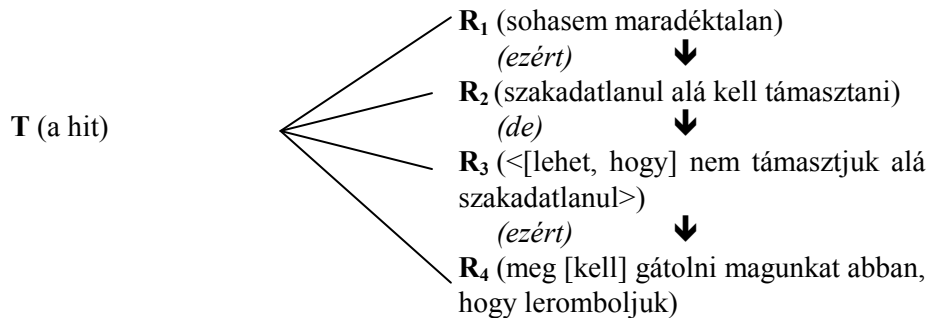 R₁ (sohasem maradéktalan)
(ezért) 🡻
R₂ (szakadatlanul alá kell támasztani)
T (a hit)
(de) 🡻
R₃ (<[lehet, hogy] nem támasztjuk alá
szakadatlanul>)
(ezért) 🡻
R₄ (meg [kell] gátolni magunkat abban,
hogy leromboljuk)